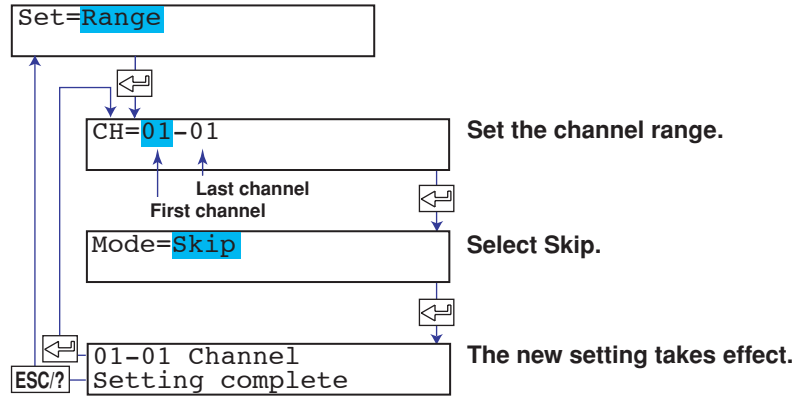 Set=Range
CH=01-01
Set the channel range.
Last channel
First channel
Mode=Skip
Select Skip.
01-01 Channel
The new setting takes effect.
ESC/?
Setting complete